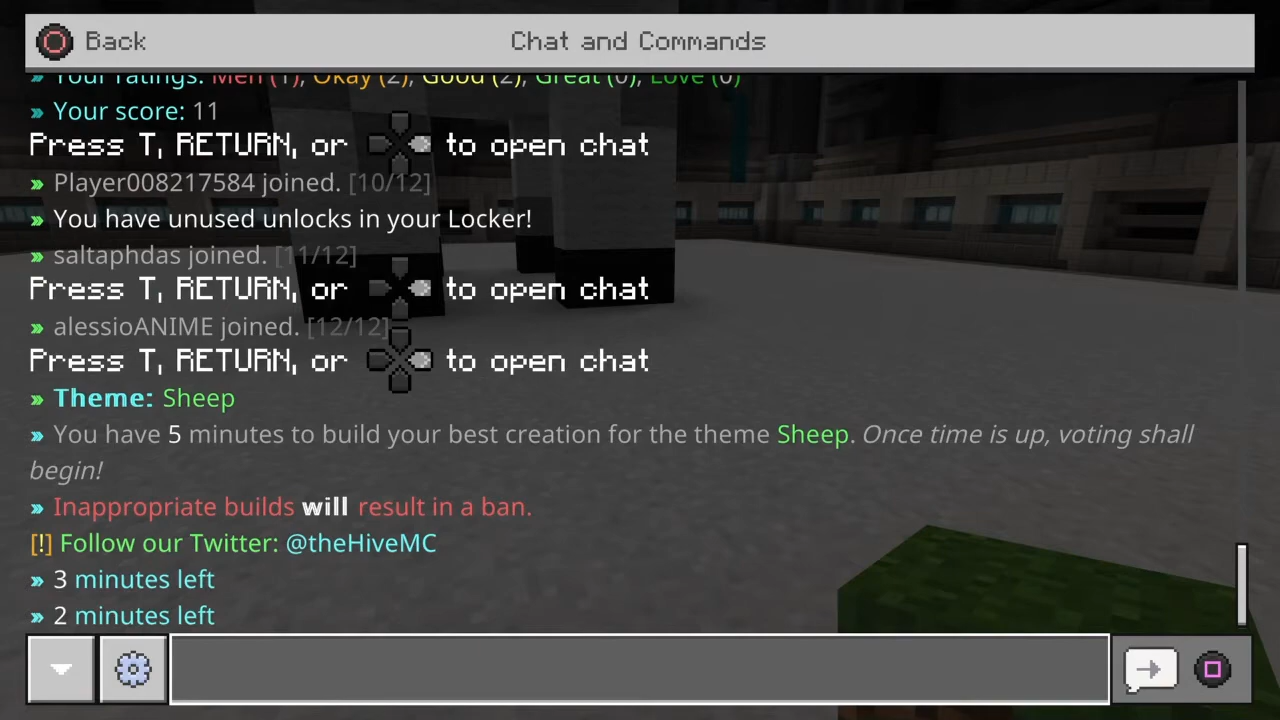 Back
Chat and Commands
» Your ratings: Meh (1), Okay (2), Good (2), Great (0), Love (0)
» Your score: 11
Press T, RETURN, or to open chat
» Player008217584 joined. [10/12]
» You have unused unlocks in your Locker!
» saltaphdas joined. [11/12]
Press T, RETURN, or to open chat
» alessioANIME joined. [12/12]
Press T, RETURN, or to open chat
» Theme: Sheep
» You have 5 minutes to build your best creation for the theme Sheep. Once time is up, voting shall
begin!
» Inappropriate builds will result in a ban.
[!] Follow our Twitter: @theHiveMC
» 3 minutes left
» 2 minutes left